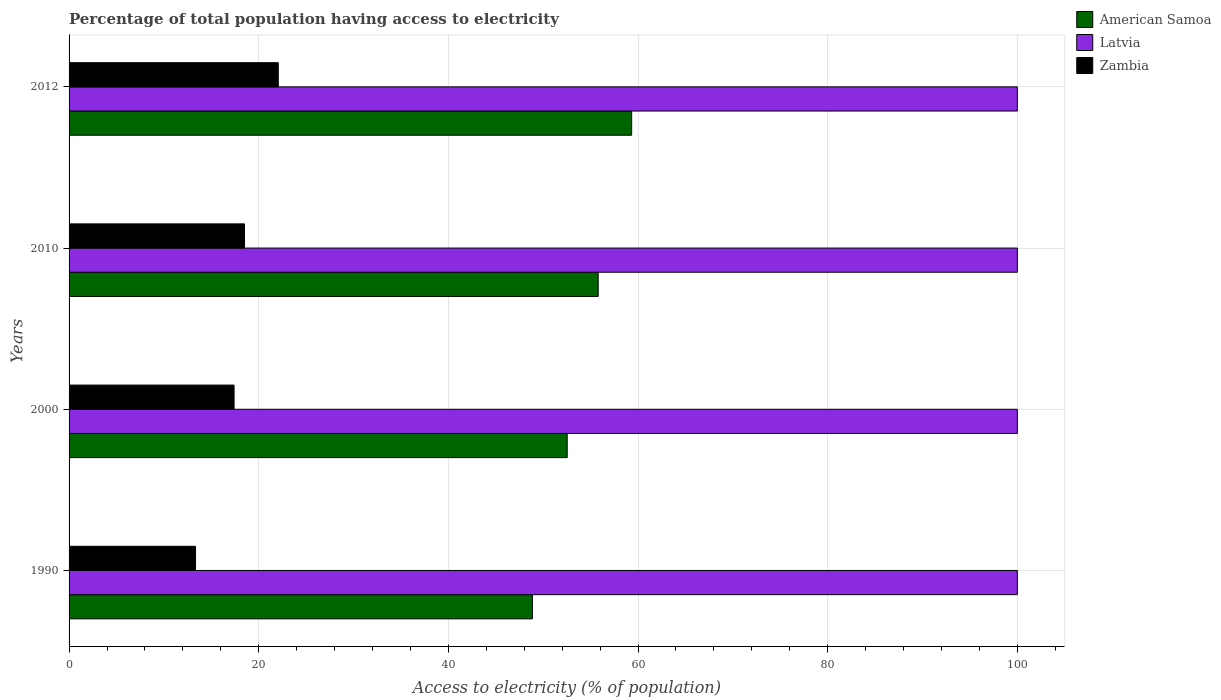 Percentage of total population having access to electricity
American Samoa
Latvia
Zambia
2012
2010
2000
1990
Years
0
20
40
60
80
100
Access to electricity (% of population)